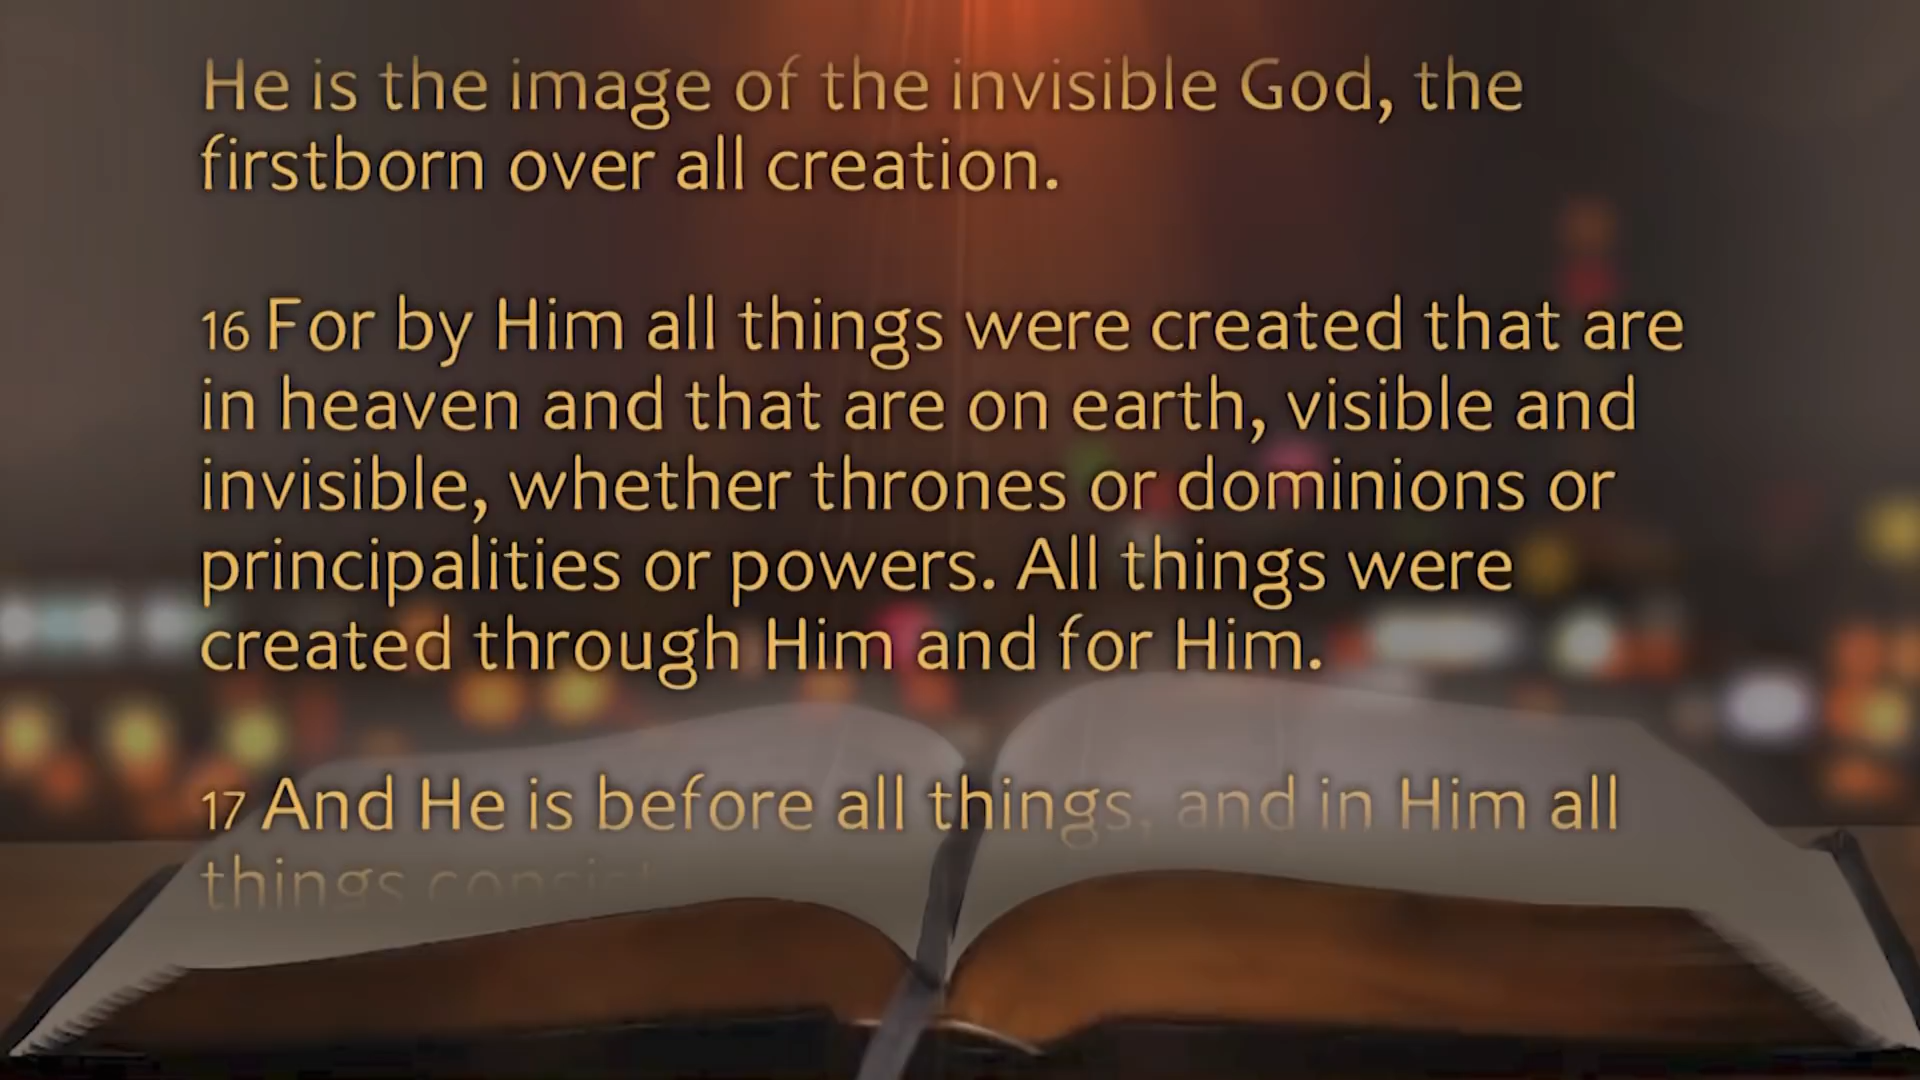 He is the image of the invisible God, the
firstborn over all creation.
16 For by Him all things were created that are
in heaven and that are on earth, visible and
invisible, whether thrones or dominions or
principalities or powers. All things were
created through Him and for Him.
17 And He is before all things, and in Him all
things consist